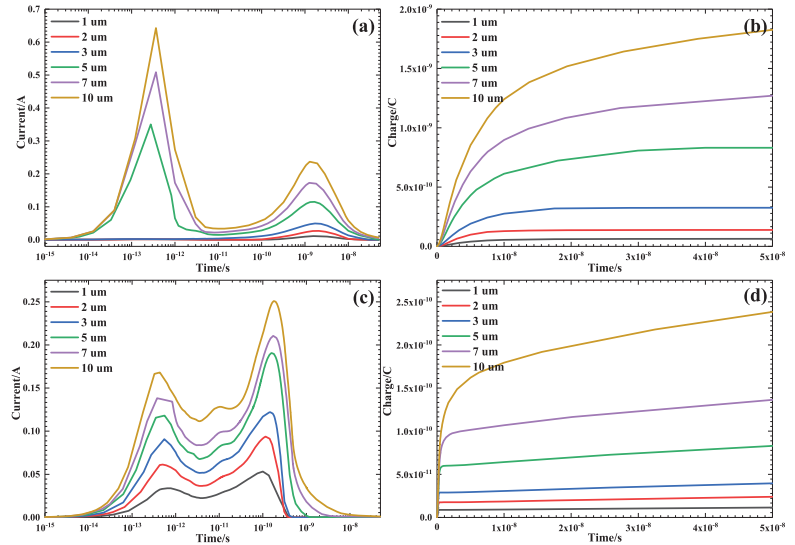 (a)
1 um
2 um
3 um
5 um
7 um
10 um
Current/A
0.7
0.6
0.5
0.4
0.3
0.2
0.1
0.0
10⁻¹⁵ 10⁻¹⁴ 10⁻¹³ 10⁻¹² 10⁻¹¹ 10⁻¹⁰ 10⁻⁹ 10⁻⁸
Time/s
(b)
1 um
2 um
3 um
5 um
7 um
10 um
Charge/C
2.0x10⁻⁹
1.5x10⁻⁹
1.0x10⁻⁹
5.0x10⁻¹⁰
0.0
0 1x10⁻⁸ 2x10⁻⁸ 3x10⁻⁸ 4x10⁻⁸ 5x10⁻⁸
Time/s
(c)
1 um
2 um
3 um
5 um
7 um
10 um
Current/A
0.25
0.20
0.15
0.10
0.05
0.00
10⁻¹⁵ 10⁻¹⁴ 10⁻¹³ 10⁻¹² 10⁻¹¹ 10⁻¹⁰ 10⁻⁹ 10⁻⁸
Time/s
(d)
1 um
2 um
3 um
5 um
7 um
10 um
Charge/C
2.5x10⁻¹⁰
2.0x10⁻¹⁰
1.5x10⁻¹⁰
1.0x10⁻¹⁰
5.0x10⁻¹¹
0.0
0 1x10⁻⁸ 2x10⁻⁸ 3x10⁻⁸ 4x10⁻⁸ 5x10⁻⁸
Time/s